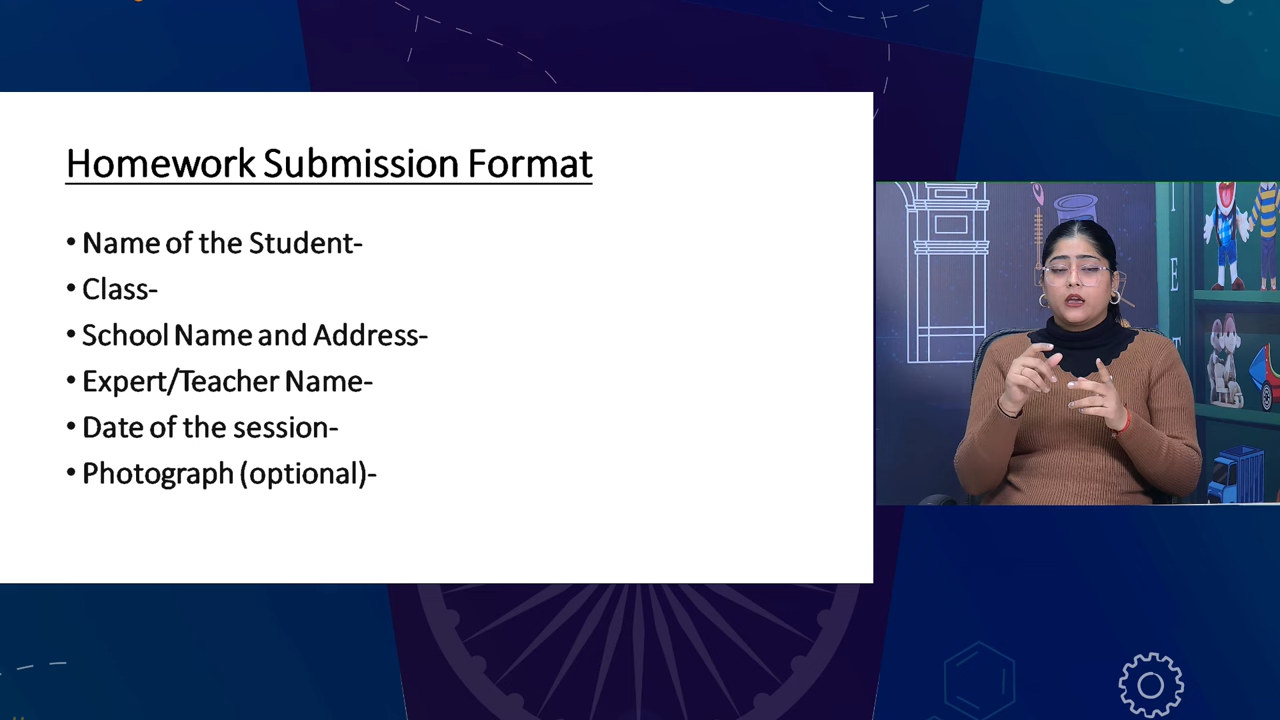 Homework Submission Format
• Name of the Student-
• Class-
• School Name and Address-
• Expert/Teacher Name-
• Date of the session-
• Photograph (optional)-
I
E
T